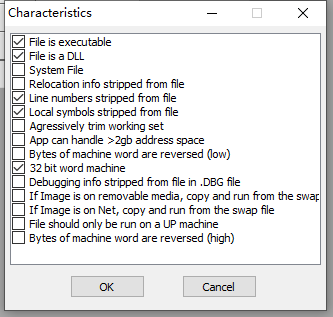 Characteristics
File is executable
File is a DLL
System File
Relocation info stripped from file
Line numbers stripped from file
Local symbols stripped from file
Agressively trim working set
App can handle >2gb address space
Bytes of machine word are reversed (low)
32 bit word machine
Debugging info stripped from file in .DBG file
If Image is on removable media, copy and run from the swap
If Image is on Net, copy and run from the swap file
File should only be run on a UP machine
Bytes of machine word are reversed (high)
OK
Cancel